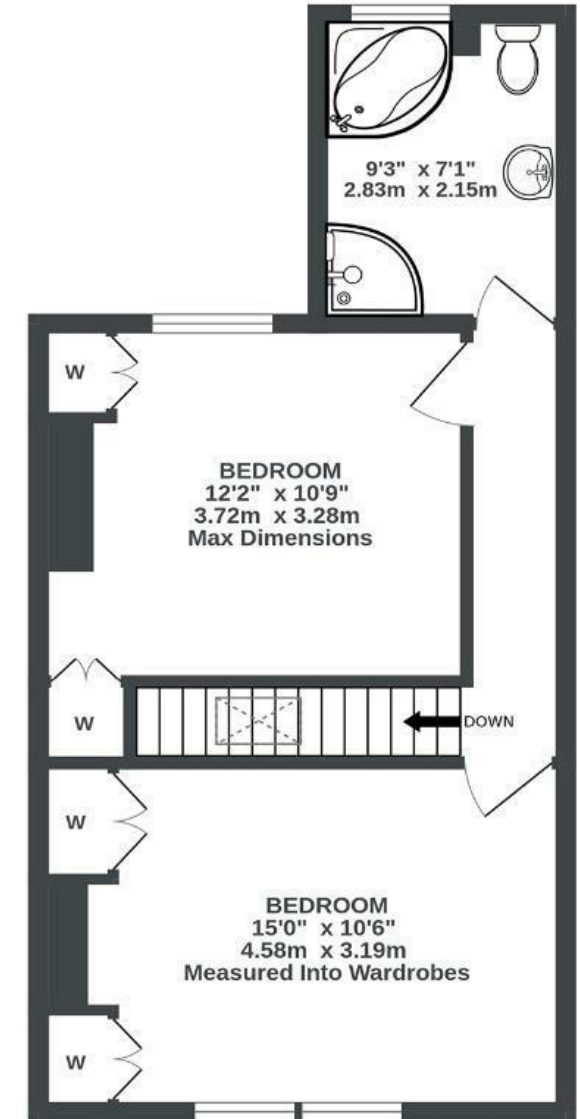 9'3" x 7'1"
2.83m x 2.15m
W
BEDROOM
12'2" x 10'9"
3.72m x 3.28m
Max Dimensions
W
DOWN
W
BEDROOM
15'0" x 10'6"
4.58m x 3.19m
Measured Into Wardrobes
W